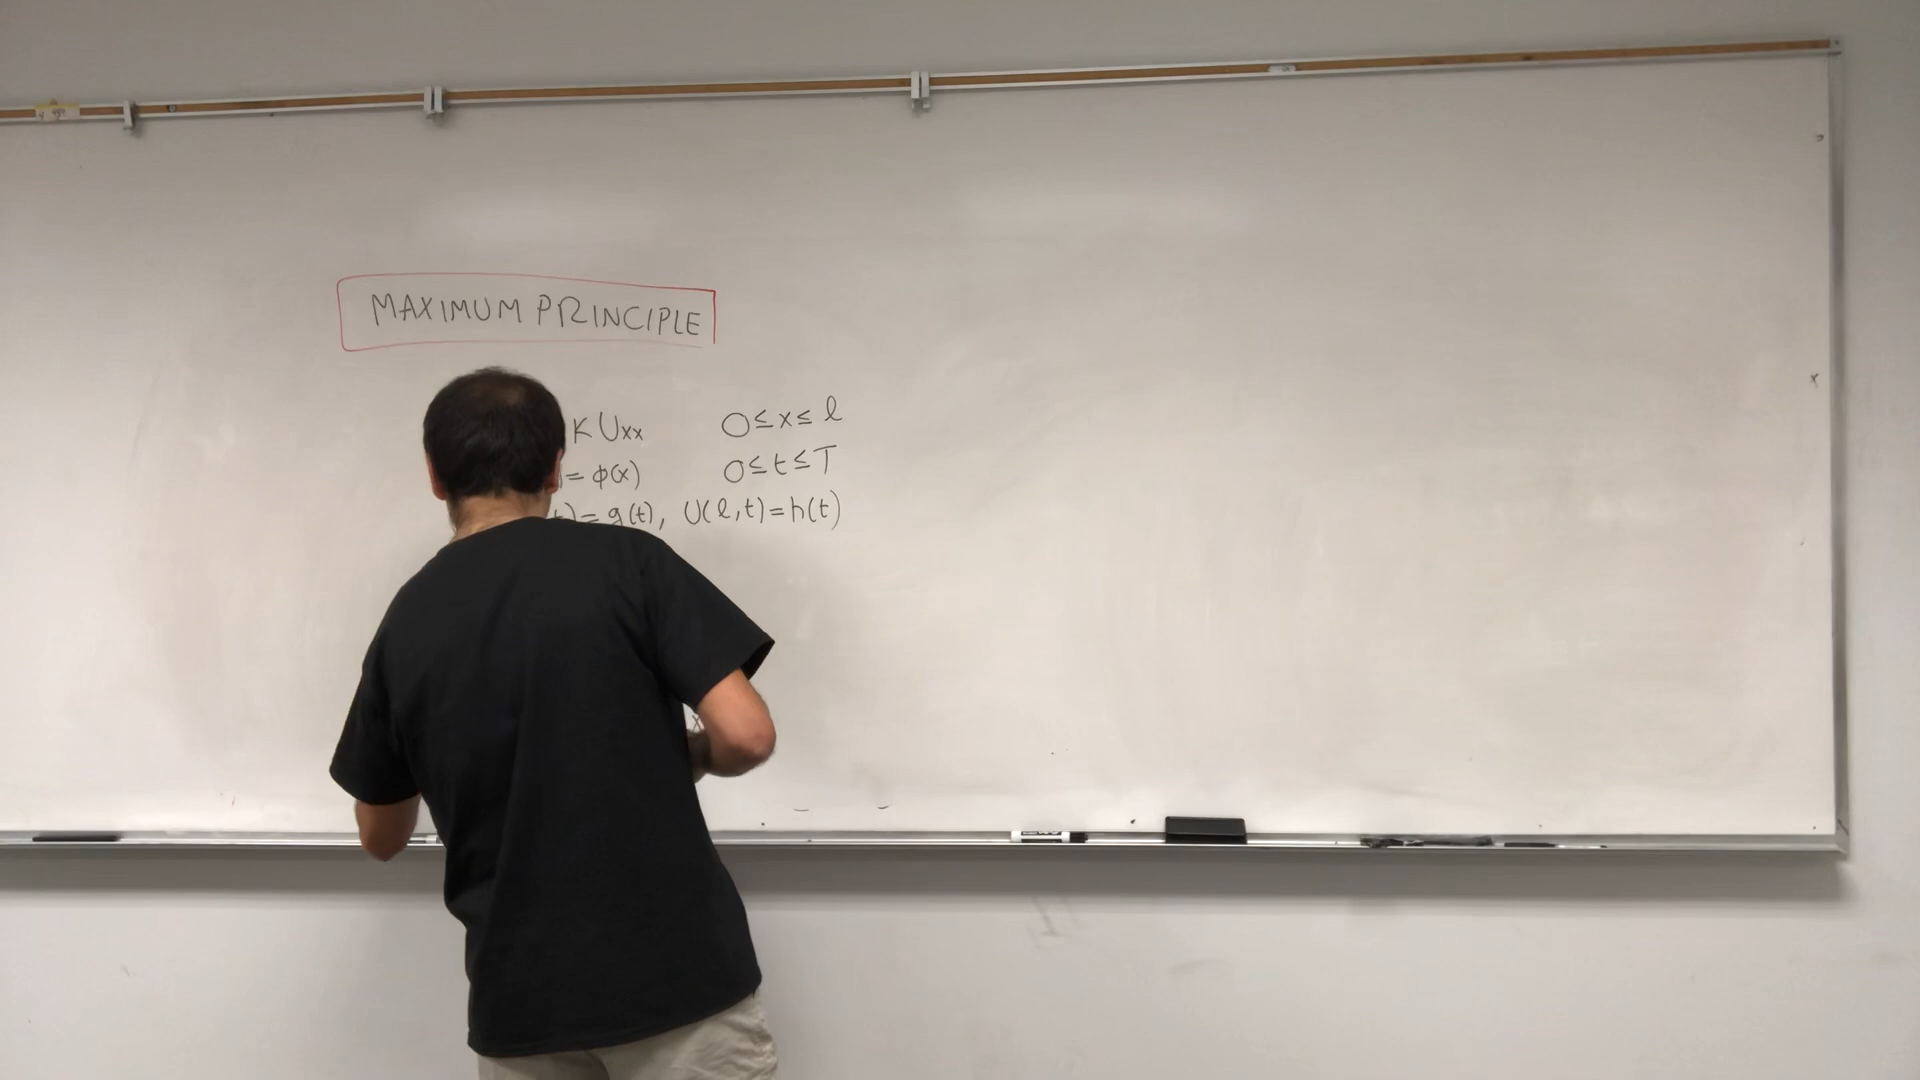 MAXIMUM PRINCIPLE
K Uxx 0 ≤ x ≤ l
) = φ(x) 0 ≤ t ≤ T
t) = g(t), U(l,t) = h(t)
x